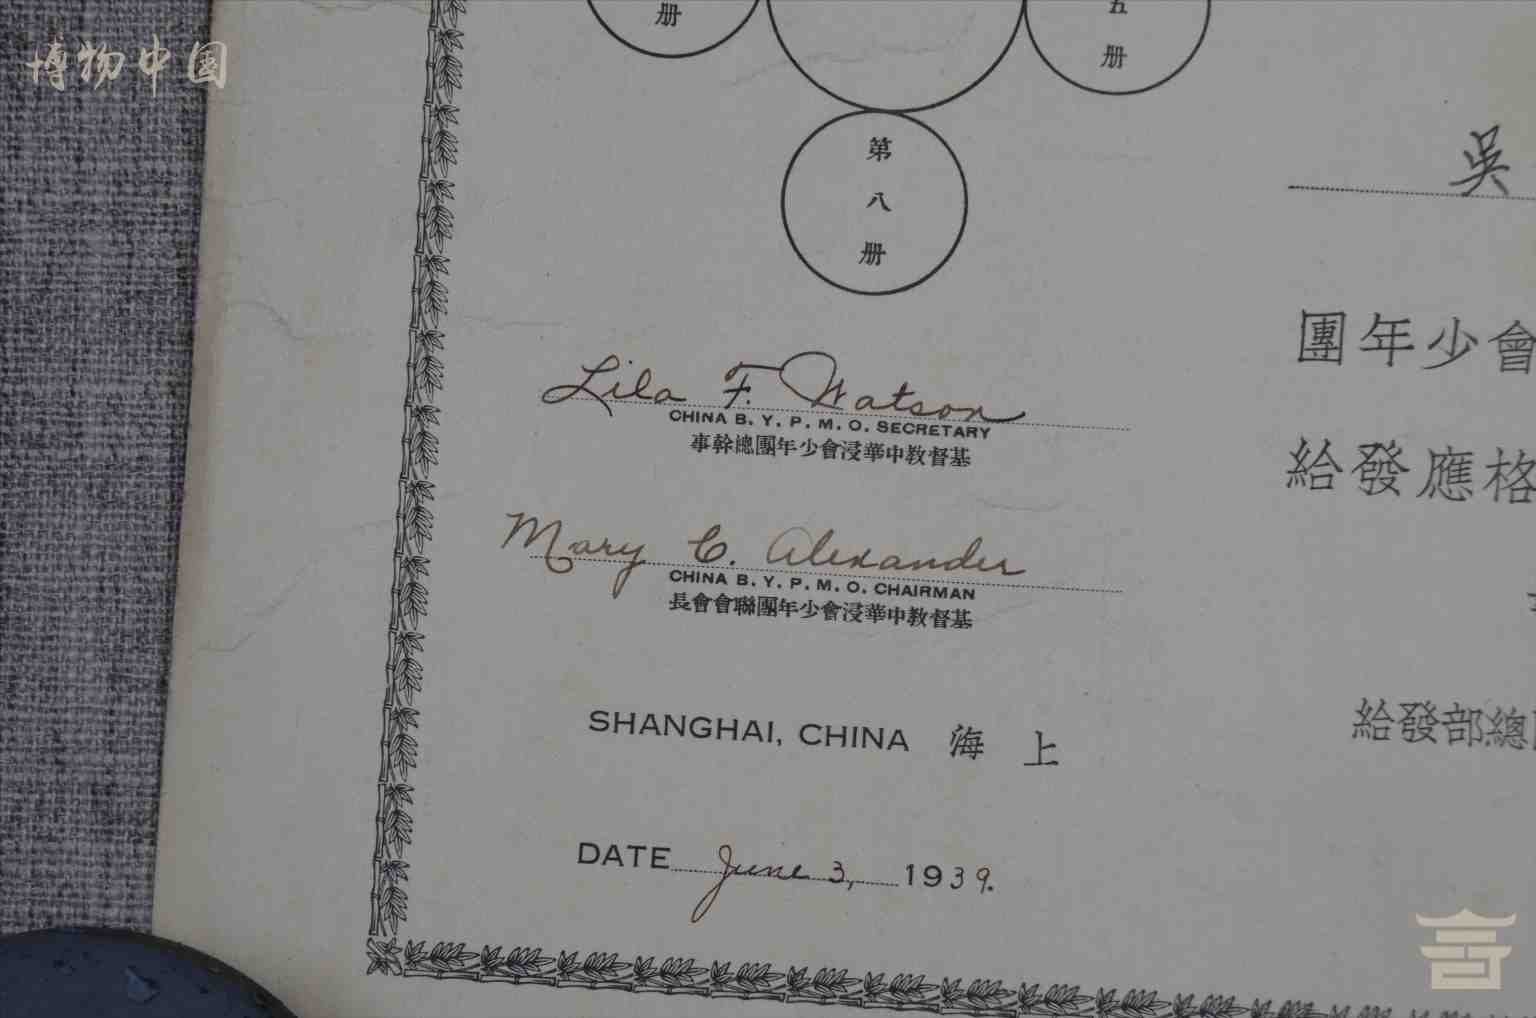 博物中国
册
五
册
第
八
册
吳
Lila F. Watson
CHINA B. Y. P. M. O. SECRETARY
事幹總團年少會浸華中教督基
團年少會
給發應格
Mary C. Alexander
CHINA B. Y. P. M. O. CHAIRMAN
長會會聯團年少會浸華中教督基
給發部總
SHANGHAI, CHINA 海 上
DATE June 3, 1939.